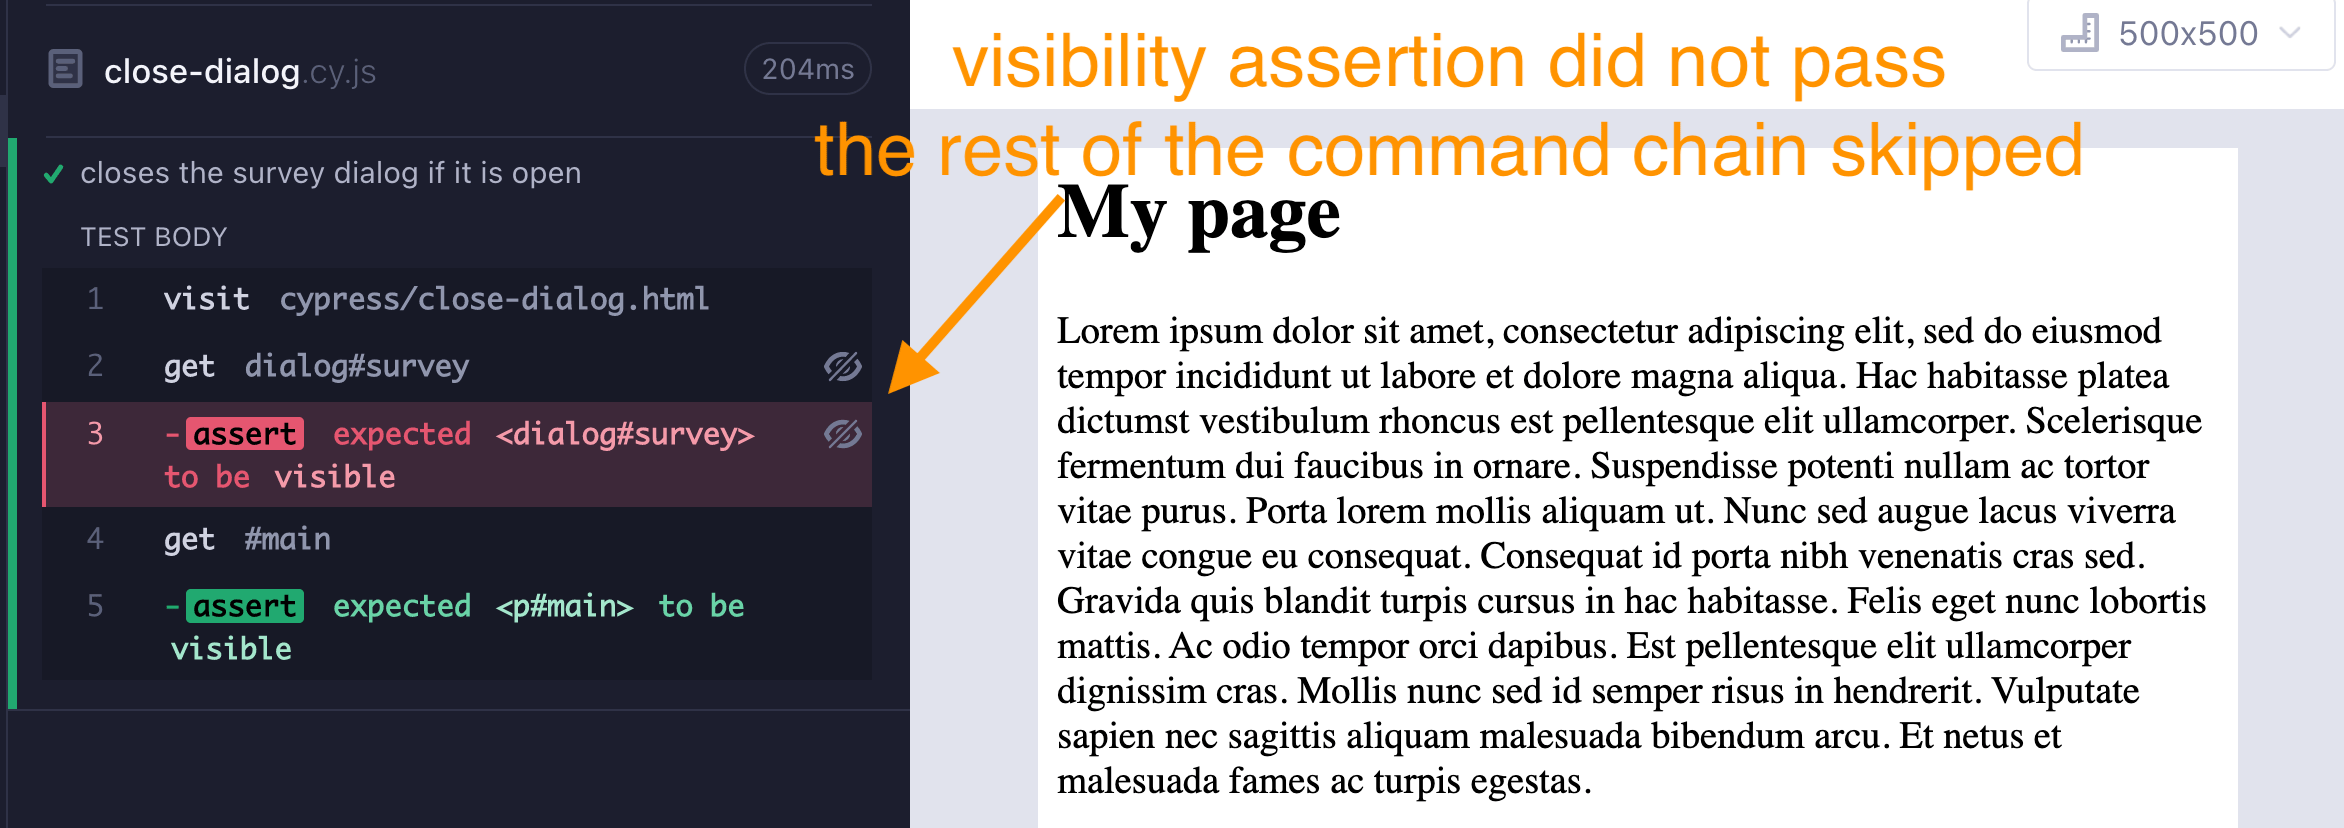 close-dialog.cy.js
204ms
closes the survey dialog if it is open
TEST BODY
1 visit cypress/close-dialog.html
2 get dialog#survey
3 -assert expected <dialog#survey>
to be visible
4 get #main
5 -assert expected <p#main> to be
visible
visibility assertion did not pass
the rest of the command chain skipped
500x500
My page
Lorem ipsum dolor sit amet, consectetur adipiscing elit, sed do eiusmod
tempor incididunt ut labore et dolore magna aliqua. Hac habitasse platea
dictumst vestibulum rhoncus est pellentesque elit ullamcorper. Scelerisque
fermentum dui faucibus in ornare. Suspendisse potenti nullam ac tortor
vitae purus. Porta lorem mollis aliquam ut. Nunc sed augue lacus viverra
vitae congue eu consequat. Consequat id porta nibh venenatis cras sed.
Gravida quis blandit turpis cursus in hac habitasse. Felis eget nunc lobortis
mattis. Ac odio tempor orci dapibus. Est pellentesque elit ullamcorper
dignissim cras. Mollis nunc sed id semper risus in hendrerit. Vulputate
sapien nec sagittis aliquam malesuada bibendum arcu. Et netus et
malesuada fames ac turpis egestas.